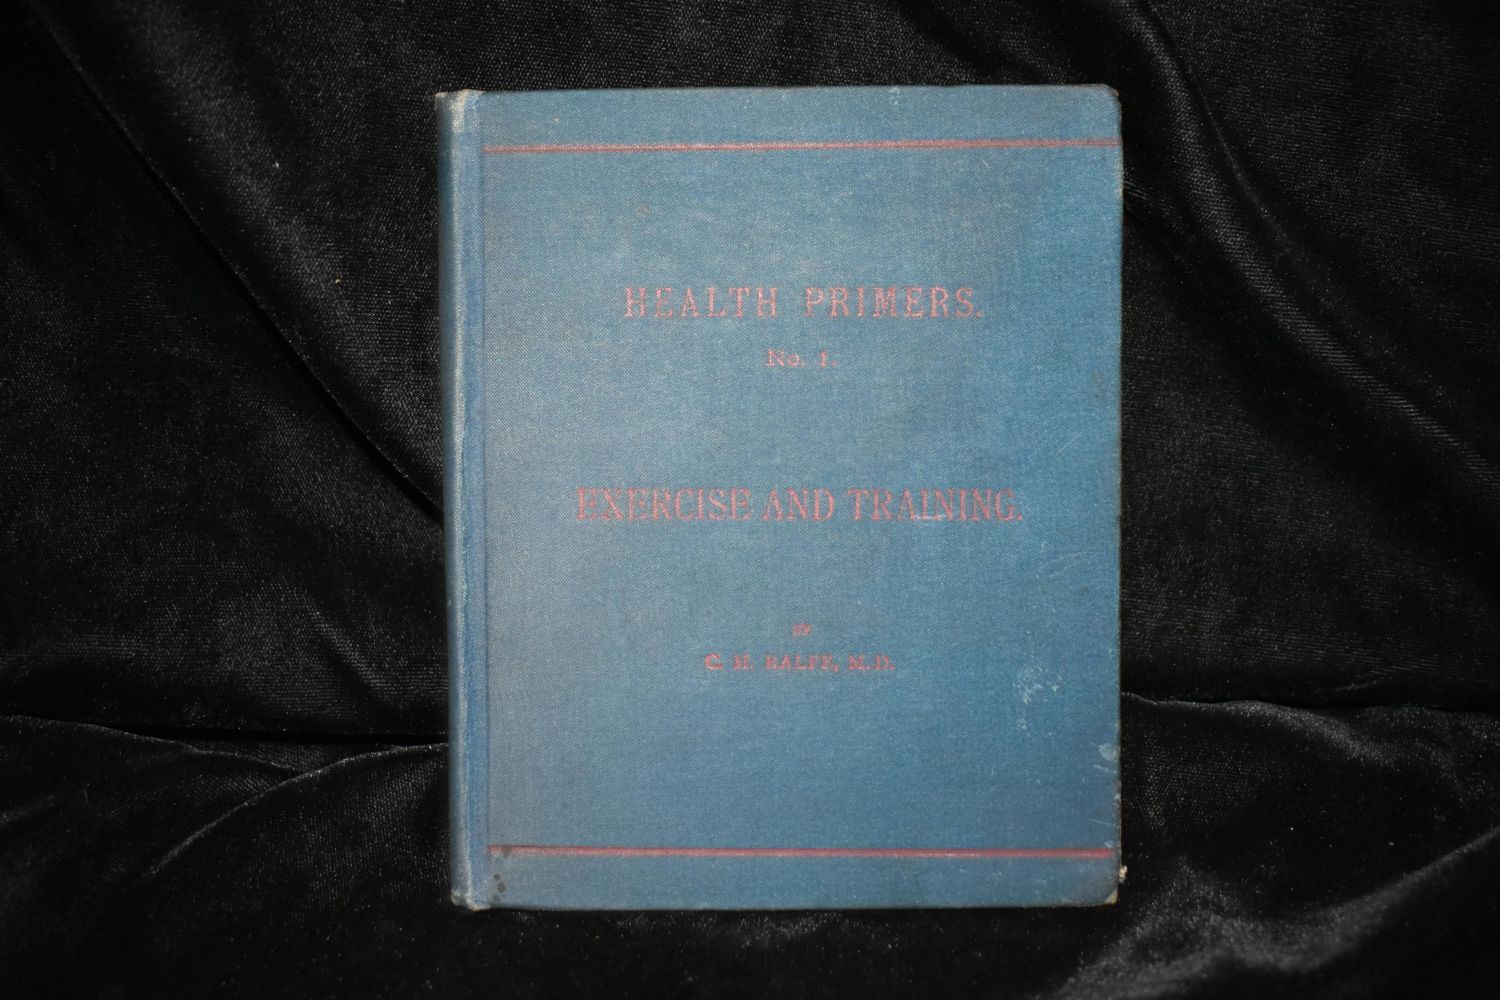 HEALTH PRIMERS.
No. 1.
EXERCISE AND TRAINING.
BY
C. H. RALFE, M.D.